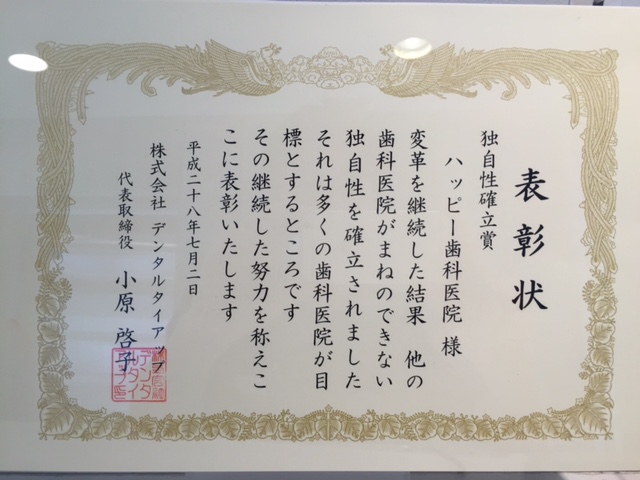 表彰状
独自性確立賞
ハッピー歯科医院 様
変革を継続した結果 他の
歯科医院がまねのできない
独自性を確立されました
それは多くの歯科医院が目
標とするところです
その継続した努力を称えこ
こに表彰いたします
平成二十八年七月二日
株式会社 デンタルタイアップ
代表取締役 小原 啓子